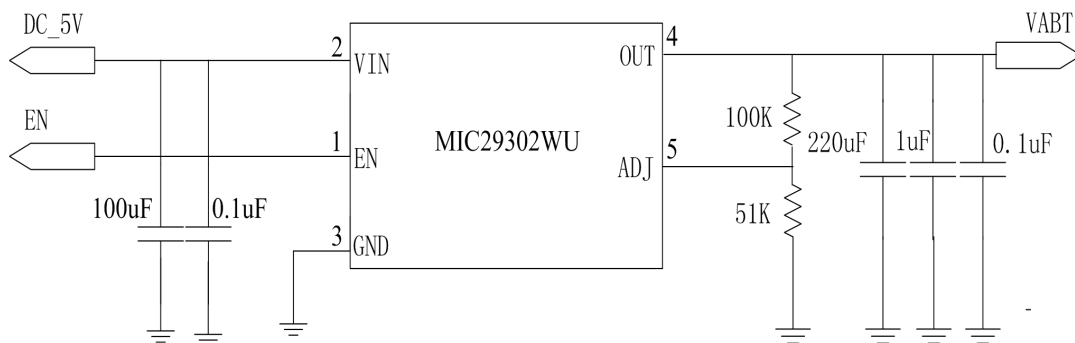 DC_5V
VABT
2
VIN
OUT
4
EN
1
EN
MIC29302WU
ADJ
5
100K
220uF
1uF
0.1uF
51K
100uF
0.1uF
3
GND